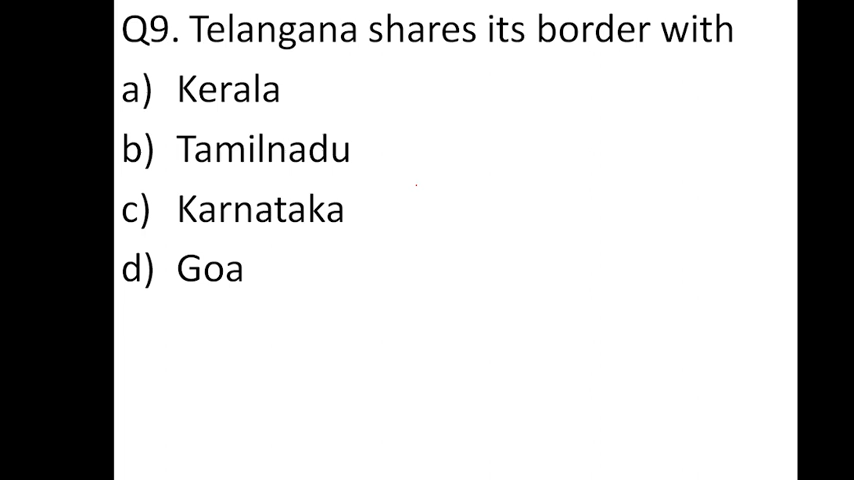 Q9. Telangana shares its border with
a) Kerala
b) Tamilnadu
c) Karnataka
d) Goa